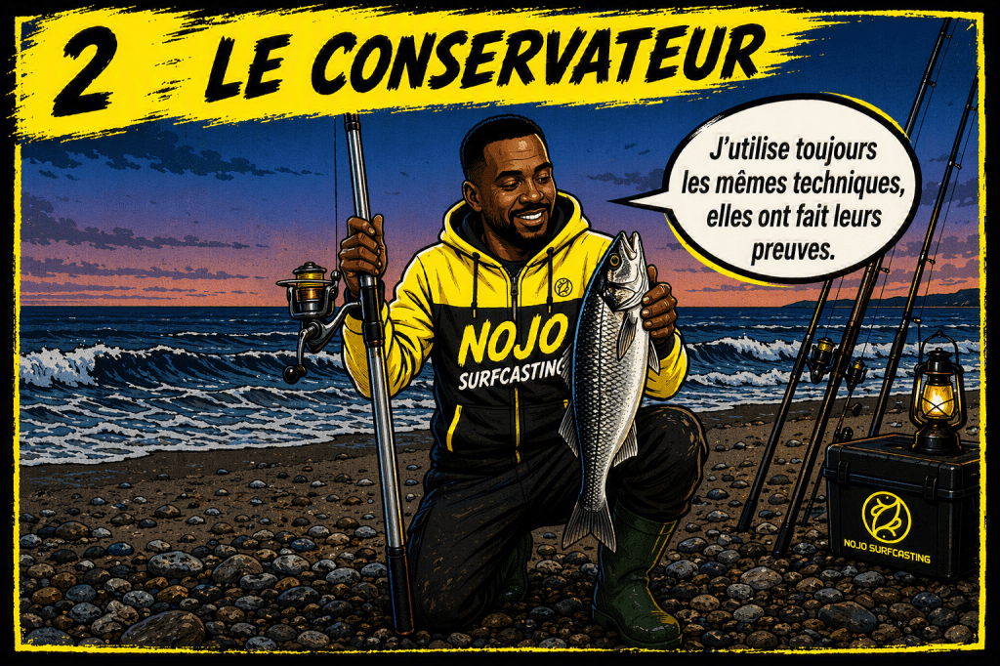 2 LE CONSERVATEUR
J'utilise toujours
les mêmes techniques,
elles ont fait leurs
preuves.
NOJO
SURFCASTING
NOJO SURFCASTING